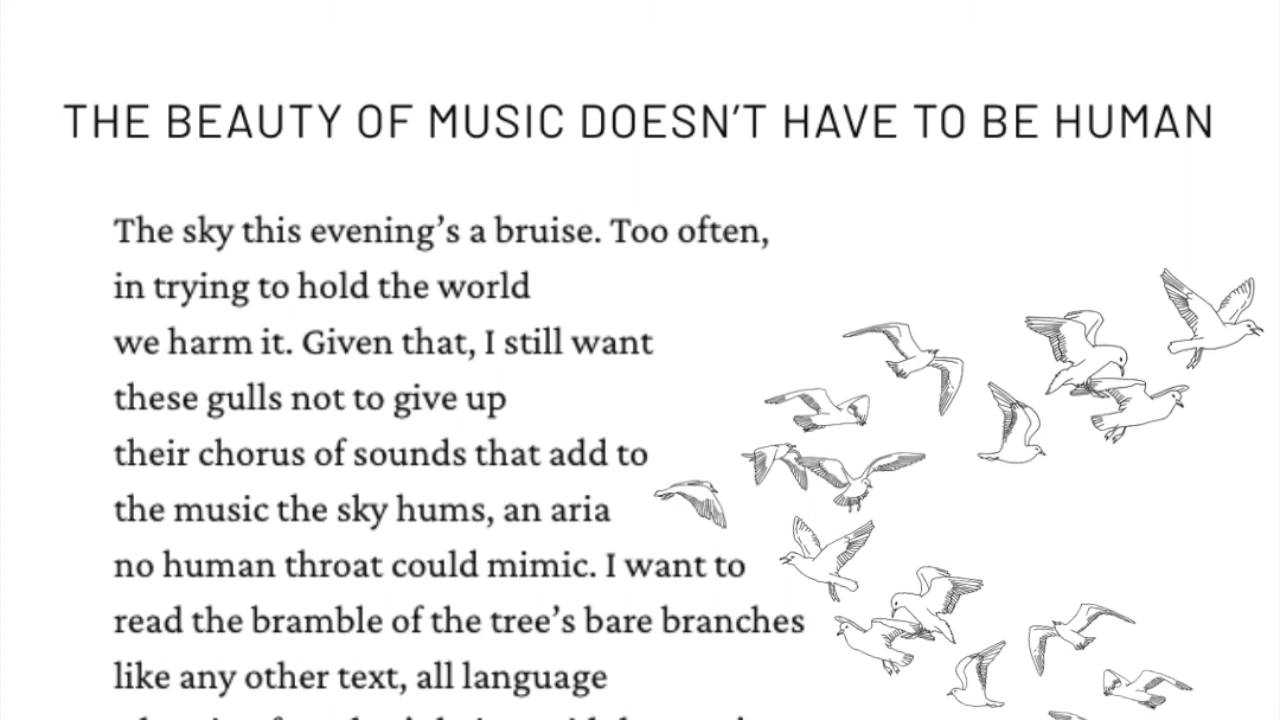 THE BEAUTY OF MUSIC DOESN’T HAVE TO BE HUMAN
The sky this evening’s a bruise. Too often,
in trying to hold the world
we harm it. Given that, I still want
these gulls not to give up
their chorus of sounds that add to
the music the sky hums, an aria
no human throat could mimic. I want to
read the bramble of the tree’s bare branches
like any other text, all language